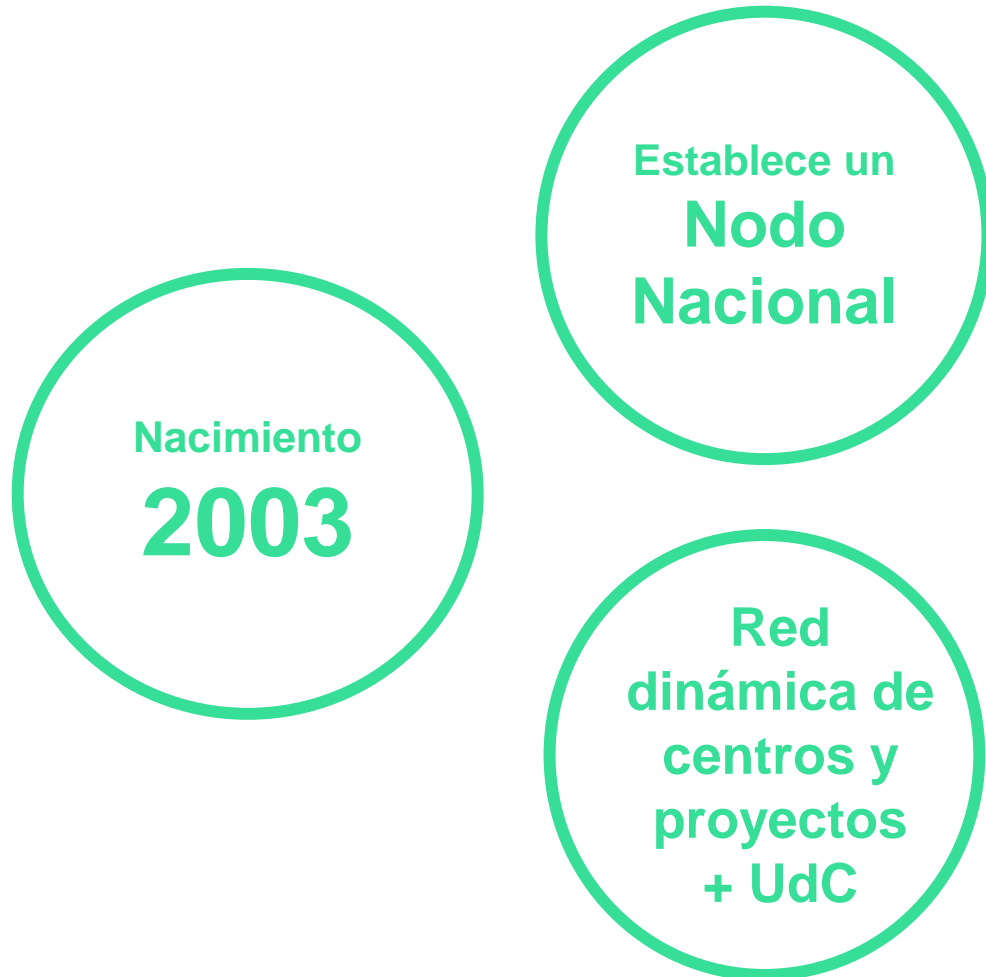 Establece un
Nodo
Nacional
Nacimiento
2003
Red
dinámica de
centros y
proyectos
+ UdC